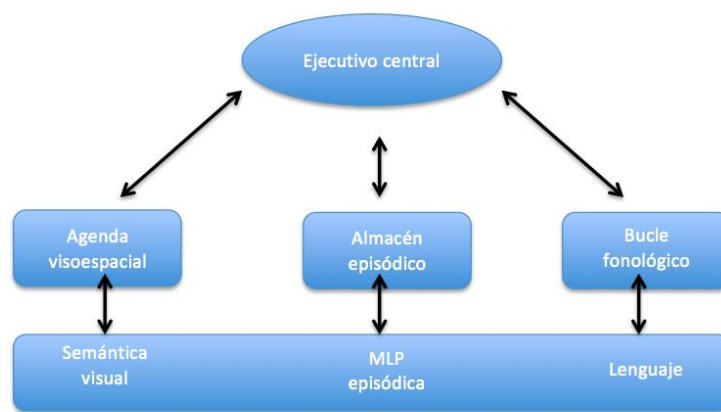 Ejecutivo central
Agenda
visoespacial
Almacén
episódico
Bucle
fonológico
Semántica
visual
MLP
episódica
Lenguaje